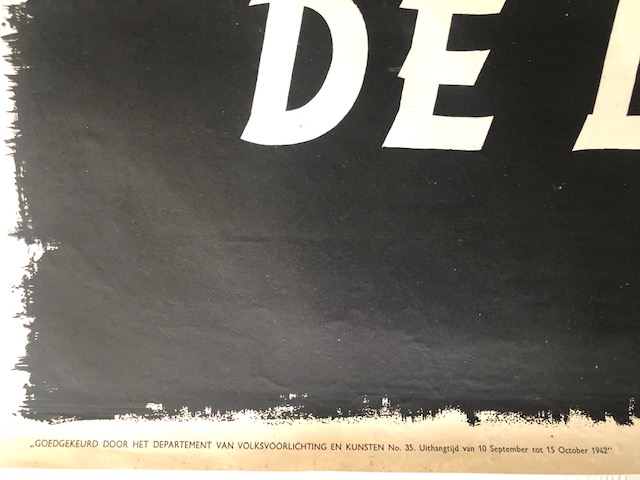 DE
„GOEDGEKEURD DOOR HET DEPARTEMENT VAN VOLKSVOORLICHTING EN KUNSTEN No. 35. Uithangtijd van 10 September tot 15 October 1942"